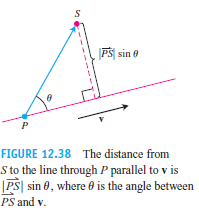 S
|PS| sin θ
θ
v
P
FIGURE 12.38 The distance from
S to the line through P parallel to v is
|PS| sin θ, where θ is the angle between
PS and v.